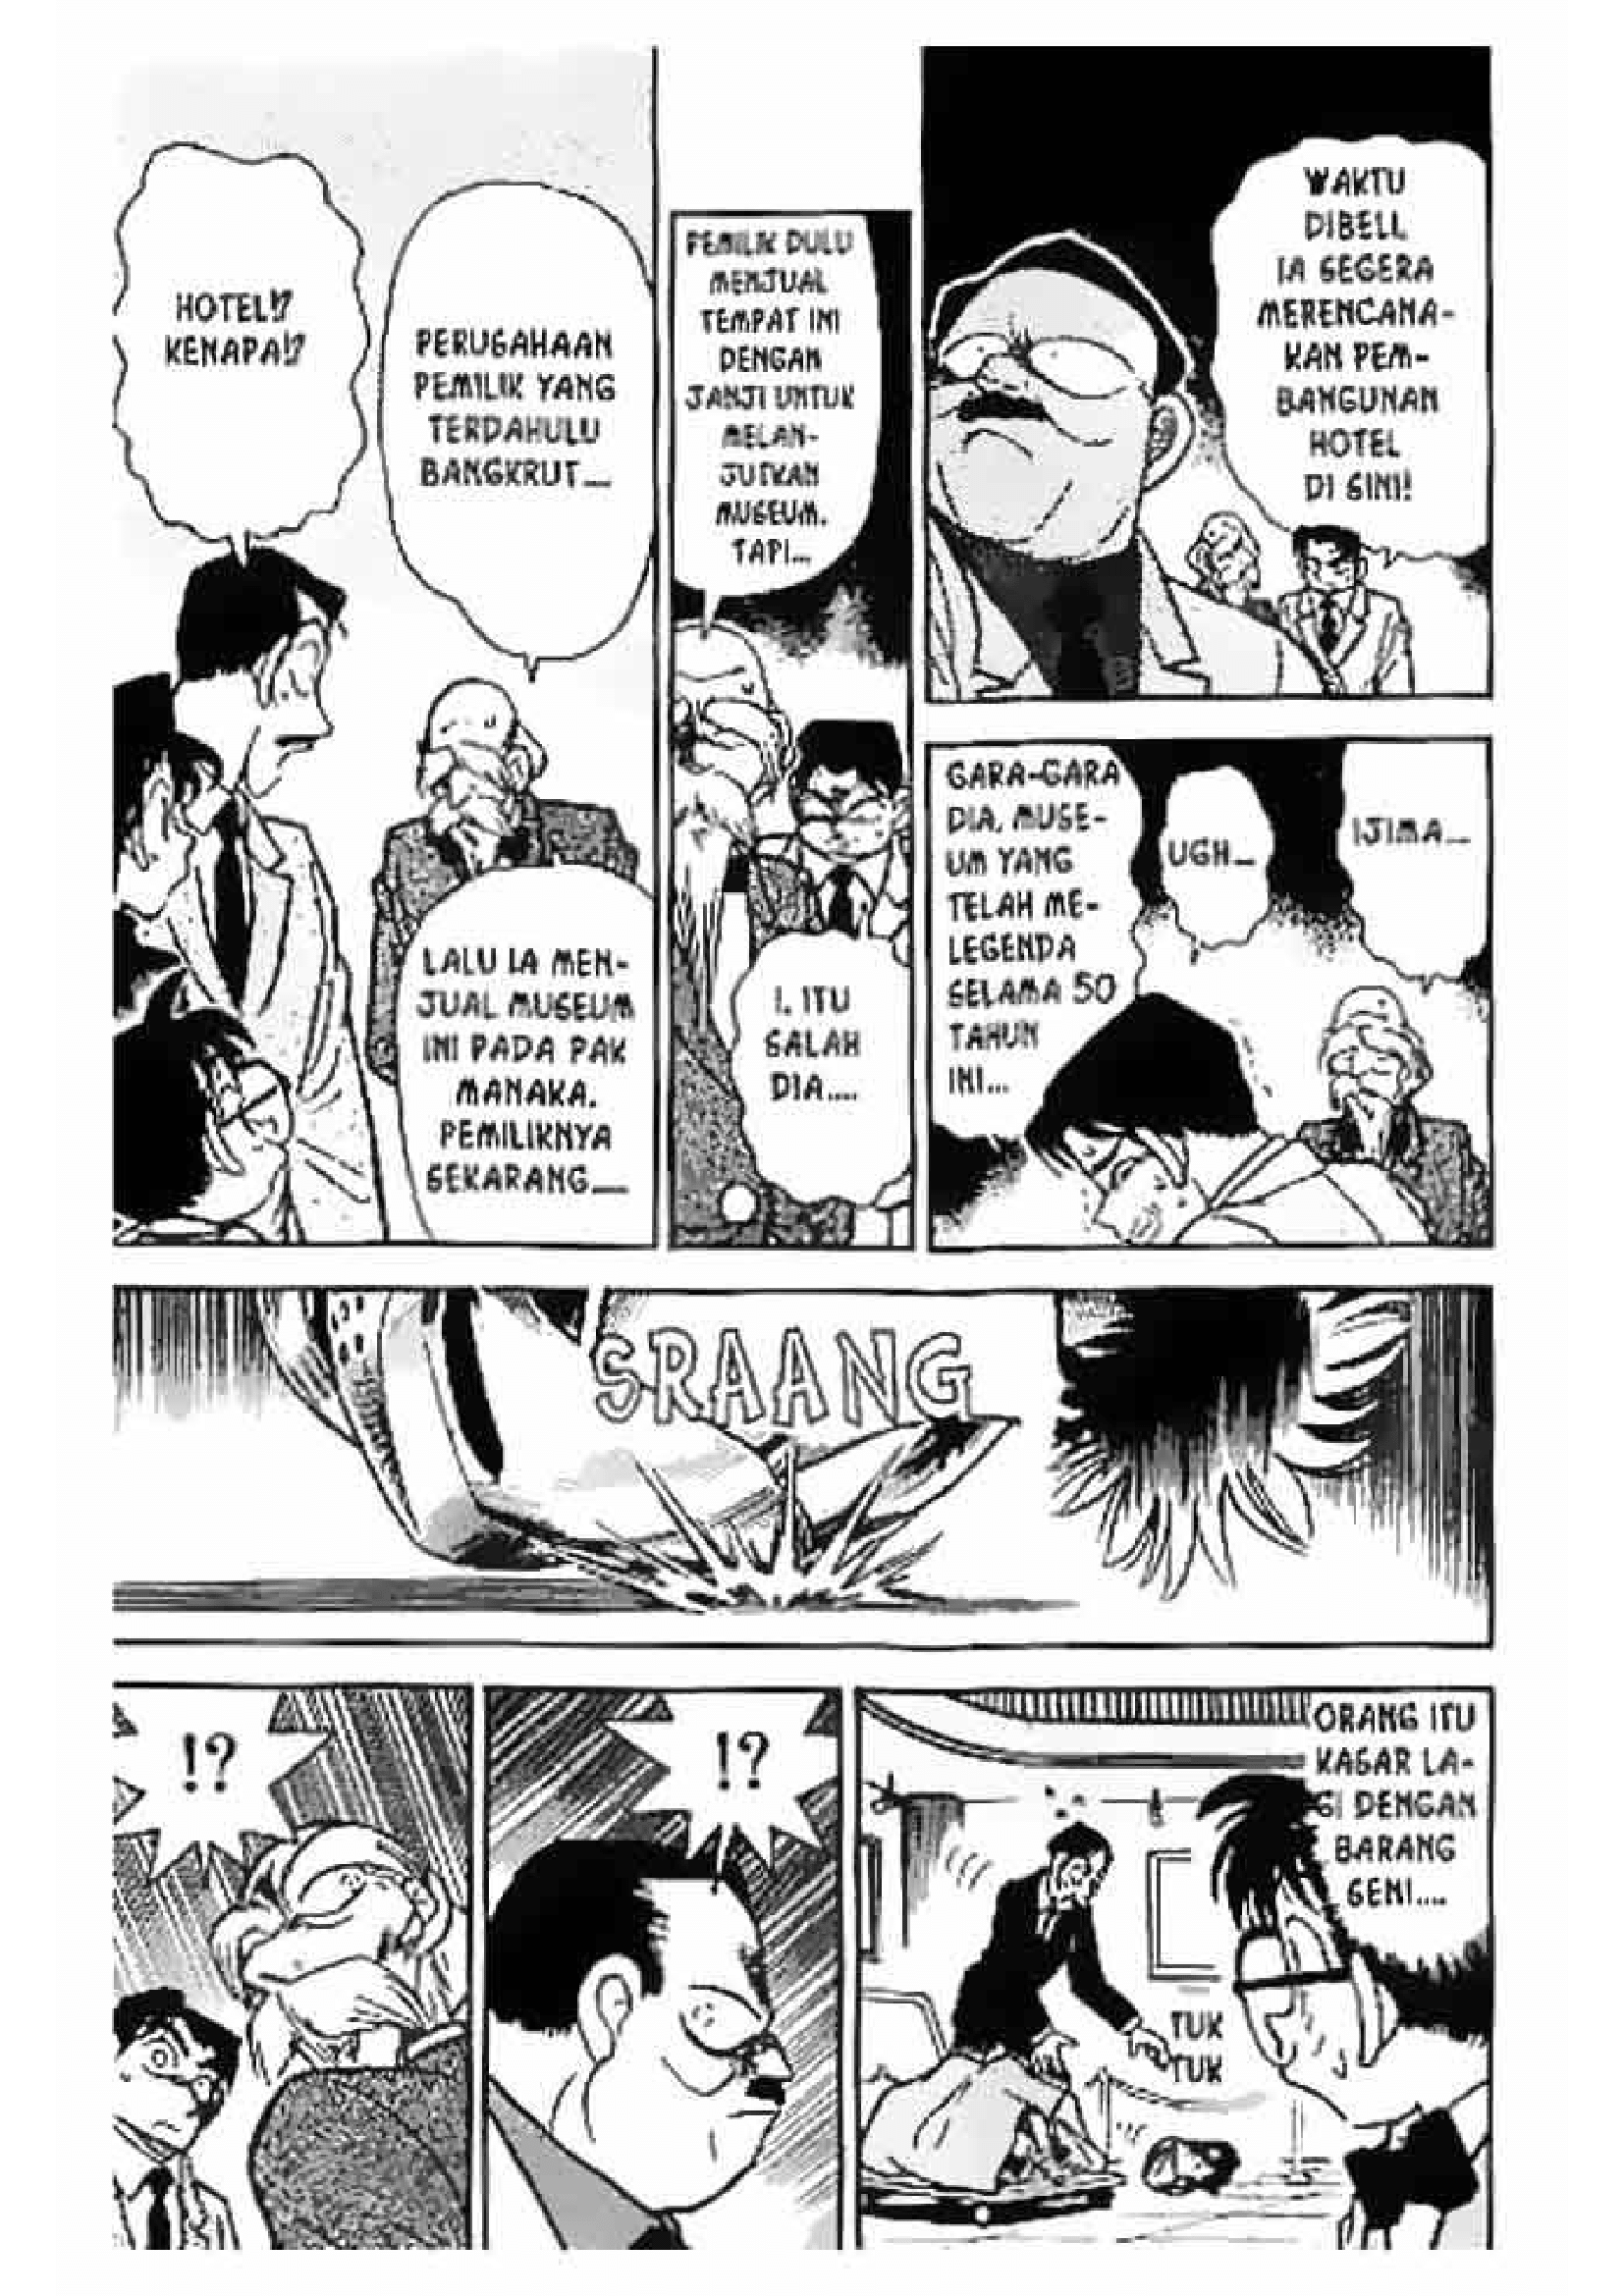 HOTEL!?
KENAPA!?
PERUSAHAAN
PEMILIK YANG
TERDAHULU
BANGKRUT...
LALU IA MEN-
JUAL MUSEUM
INI PADA PAK
MANAKA.
PEMILIKNYA
SEKARANG...
PEMILIK DULU
MENJUAL
TEMPAT INI
DENGAN
JANJI UNTUK
MELAN-
JUTKAN
MUSEUM.
TAPI...
I. ITU
SALAH
DIA....
WAKTU
DIBELI,
IA SEGERA
MERENCANA-
KAN PEM-
BANGUNAN
HOTEL
DI SINI!
GARA-GARA
DIA, MUSE-
UM YANG
TELAH ME-
LEGENDA
SELAMA 50
TAHUN
INI...
UGH...
IJIMA...
SRAANG
!?
!?
ORANG ITU
KASAR LA-
GI DENGAN
BARANG
SENI....
TUK
TUK